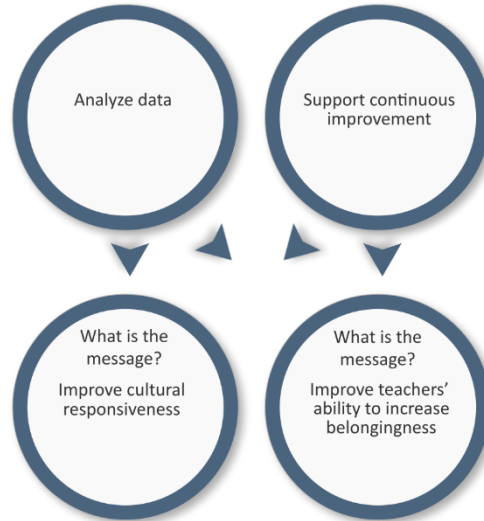 Analyze data
Support continuous
improvement
What is the
message?
Improve cultural
responsiveness
What is the
message?
Improve teachers’
ability to increase
belongingness